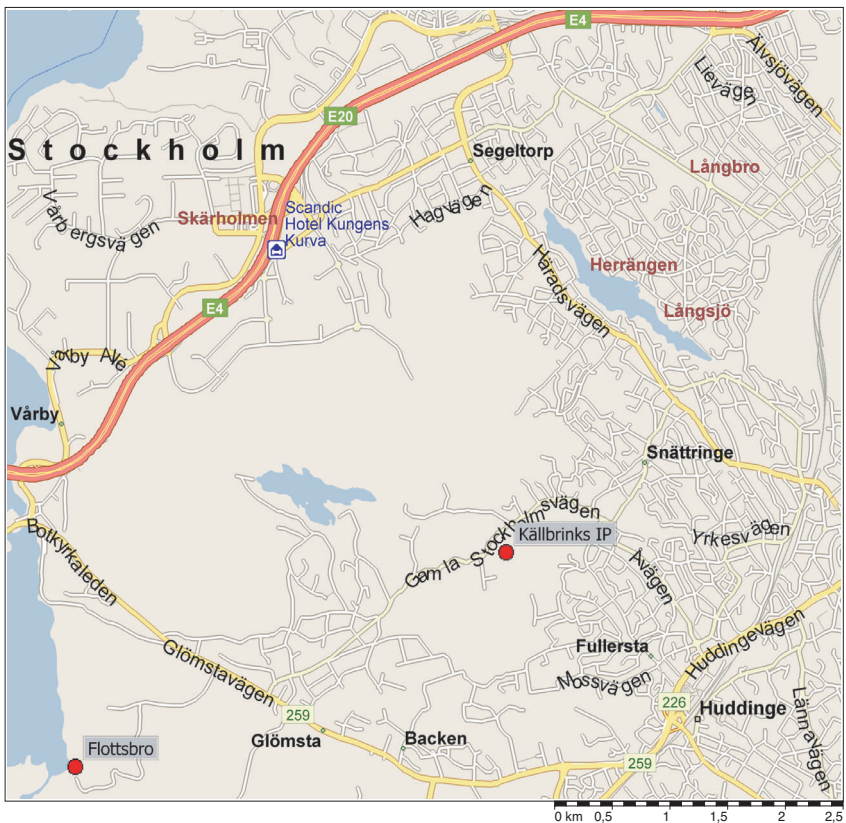 E4
Älvsjövägen
Lievägen
E20
Stockholm
Segeltorp
Långbro
Vårbergsvägen
Skärholmen
Scandic
Hotel Kungens
Kurva
Hagvägen
Häradsvägen
Herrängen
Långsjö
E4
Vårby Allé
Vårby
Snättringe
Botkyrkaleden
Gamla Stockholmsvägen
Källbrinks IP
Yrkesvägen
Åvägen
Huddingevägen
Fullersta
Glömstavägen
Mossvägen
226
Huddinge
Lännavägen
259
Glömsta
Backen
Flottsbro
259
0 km 0,5 1 1,5 2 2,5